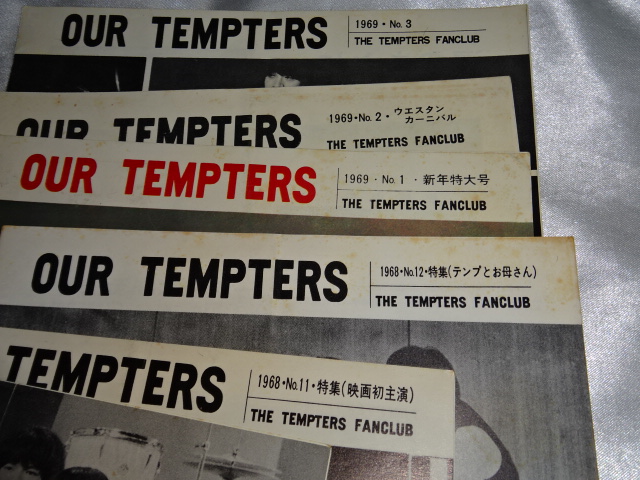 OUR TEMPTERS
1969・No.3
THE TEMPTERS FANCLUB
OUR TEMPTERS
1969・No.2・ウエスタン
カーニバル
THE TEMPTERS FANCLUB
OUR TEMPTERS
1969・No.1・新年特大号
THE TEMPTERS FANCLUB
OUR TEMPTERS
1968・No.12・特集(テンプとお母さん)
THE TEMPTERS FANCLUB
TEMPTERS
1968・No.11・特集(映画初主演)
THE TEMPTERS FANCLUB